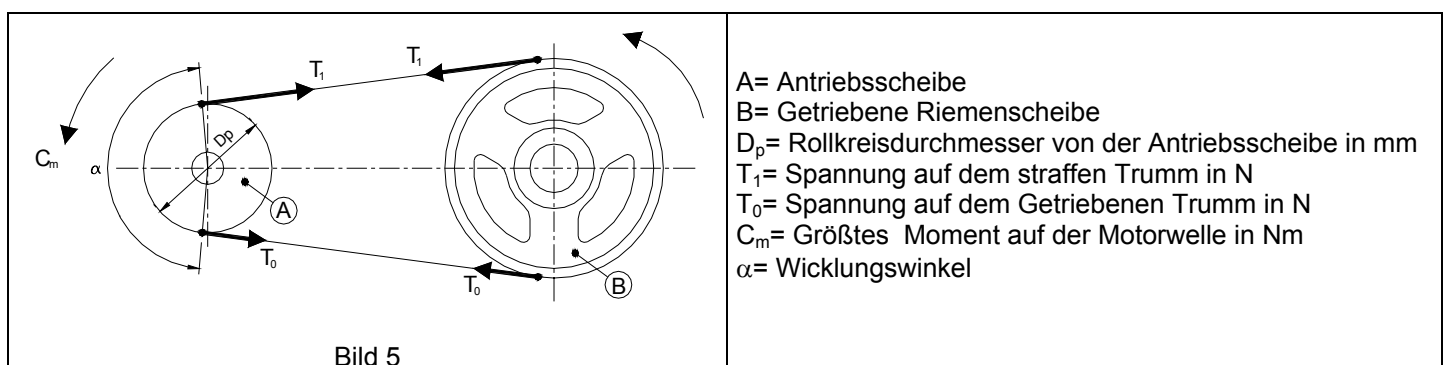 T₁
T₁
Dₚ
Cₘ
α
A
T₀
T₀
B
Bild 5
A= Antriebsscheibe
B= Getriebene Riemenscheibe
Dₚ= Rollkreisdurchmesser von der Antriebsscheibe in mm
T₁= Spannung auf dem straffen Trumm in N
T₀= Spannung auf dem Getriebenen Trumm in N
Cₘ= Größtes  Moment auf der Motorwelle in Nm
α= Wicklungswinkel